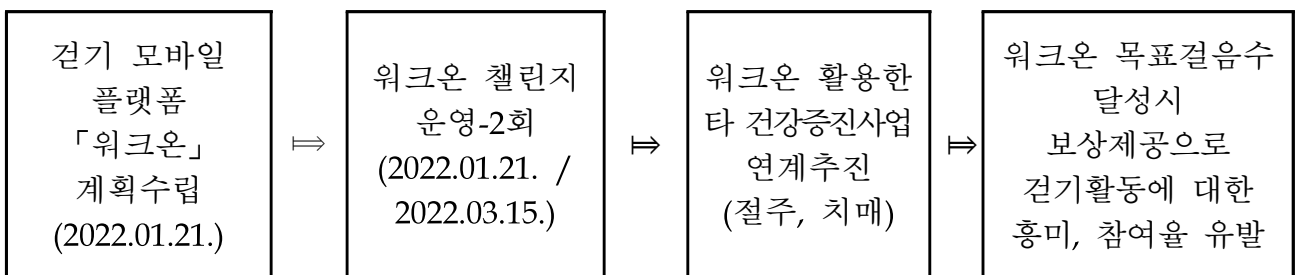 걷기 모바일
플랫폼
「워크온」
계획수립
(2022.01.21.)
⇨
워크온 챌린지
운영-2회
(2022.01.21. /
2022.03.15.)
⇨
워크온 활용한
타 건강증진사업
연계추진
(절주, 치매)
⇨
워크온 목표걸음수
달성시
보상제공으로
걷기활동에 대한
흥미, 참여율 유발